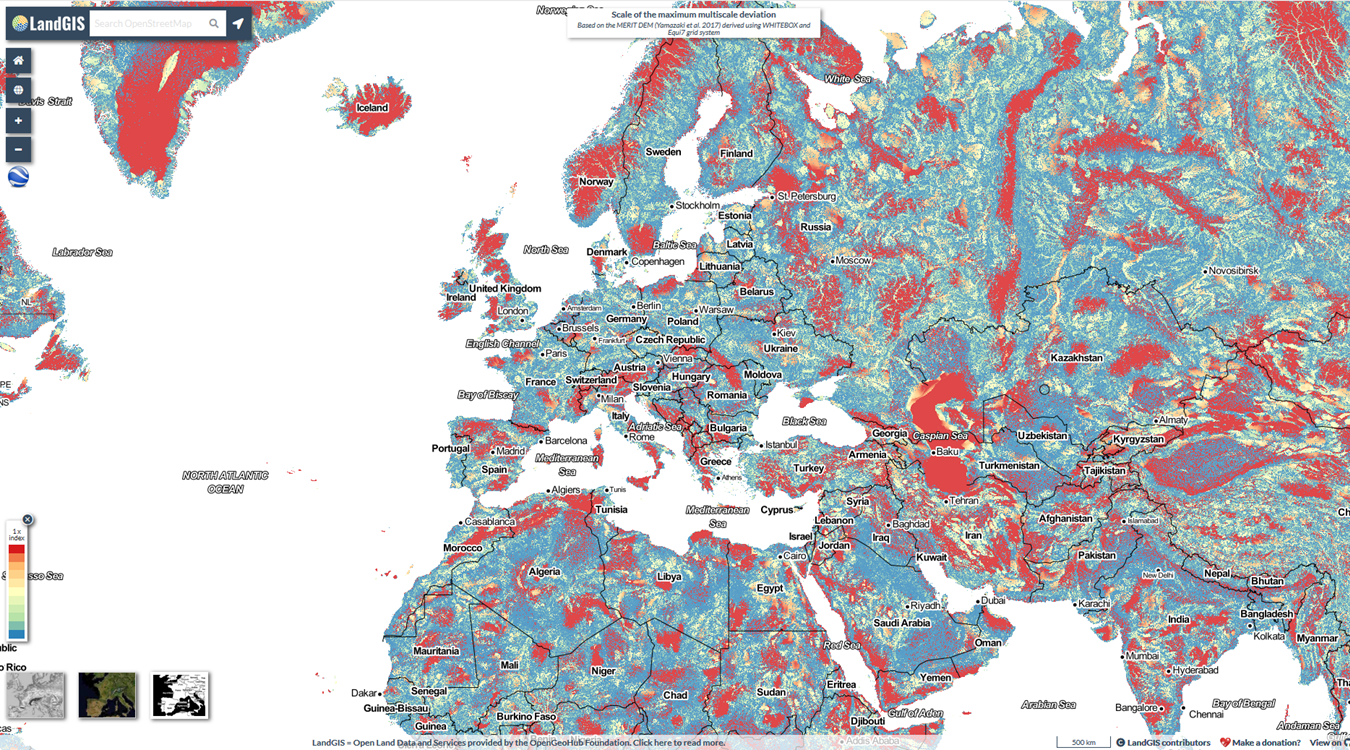 LandGIS
Search OpenStreetMap
Scale of the maximum multiscale deviation
Based on the MERIT DEM (Yamazaki et al. 2017) derived using WHITEBOX and
Equi7 grid system
White Sea
Iceland
Sweden
Finland
Norway
St. Petersburg
Stockholm
Estonia
Russia
Labrador Sea
North Sea
Baltic Sea
Latvia
Denmark
Copenhagen
Moscow
Lithuania
Novosibirsk
United Kingdom
Ireland
Belarus
NL
London
Amsterdam
Berlin
Warsaw
Germany
Poland
Brussels
Kiev
English Channel
Frankfurt
Czech Republic
Ukraine
Paris
Vienna
Kazakhstan
Austria
France
Switzerland
Hungary
Moldova
PE
Slovenia
Bay of Biscay
Milan
Romania
NS
Italy
Black Sea
Almaty
Adriatic Sea
Bulgaria
Georgia
Caspian Sea
Uzbekistan
Kyrgyzstan
Barcelona
Rome
Istanbul
Portugal
Madrid
Baku
Armenia
Mediterranean
Sea
Greece
Turkey
Turkmenistan
Tajikistan
Spain
NORTH ATLANTIC
OCEAN
Athens
Algiers
Tunis
Syria
Tehran
Tunisia
Mediterranean
Sea
Cyprus
Afghanistan
Islamabad
Casablanca
Lebanon
Baghdad
Iran
Israel
Iraq
Morocco
Jordan
Cairo
Kuwait
Pakistan
1 x
index
Algeria
Libya
Egypt
New Delhi
Nepal
Bhutan
Dubai
Karachi
Riyadh
Saudi Arabia
India
Bangladesh
Kolkata
Myanmar
Red Sea
Oman
Mauritania
Mumbai
Mali
Niger
Hyderabad
Yemen
Dakar
Senegal
Chad
Sudan
Eritrea
Guinea-Bissau
Arabian Sea
Bay of Bengal
Bangalore
Chennai
Burkino Faso
Djibouti
Gulf of Aden
Guinea
Andaman Sea
Addis Ababa
LandGIS = Open Land Data and Services provided by the OpenGeoHub Foundation. Click here to read more.
500 km
LandGIS contributors
Make a donation?
View on